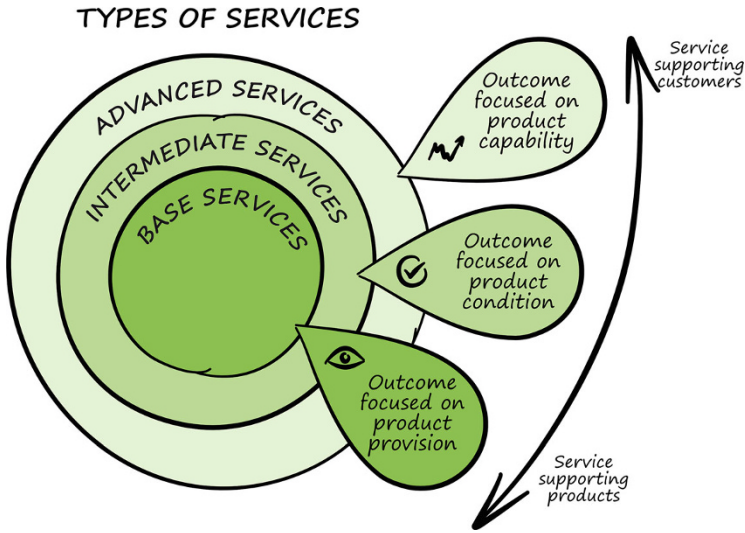 TYPES OF SERVICES
ADVANCED SERVICES
INTERMEDIATE SERVICES
BASE SERVICES
Outcome
focused on
product
capability
Outcome
focused on
product
condition
Outcome
focused on
product
provision
Service
supporting
customers
Service
supporting
products